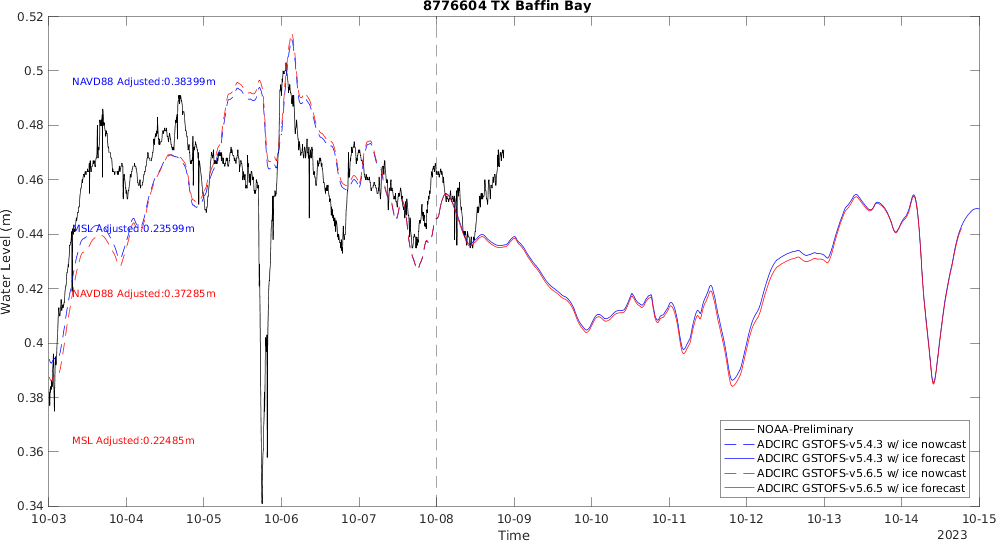 8776604 TX Baffin Bay
0.52
0.5
0.48
0.46
0.44
0.42
0.4
0.38
0.36
0.34
Water Level (m)
NAVD88 Adjusted:0.38399m
MSL Adjusted:0.23599m
NAVD88 Adjusted:0.37285m
MSL Adjusted:0.22485m
NOAA-Preliminary
ADCIRC GSTOFS-v5.4.3 w/ ice nowcast
ADCIRC GSTOFS-v5.4.3 w/ ice forecast
ADCIRC GSTOFS-v5.6.5 w/ ice nowcast
ADCIRC GSTOFS-v5.6.5 w/ ice forecast
10-03 10-04 10-05 10-06 10-07 10-08 10-09 10-10 10-11 10-12 10-13 10-14 10-15
Time
2023